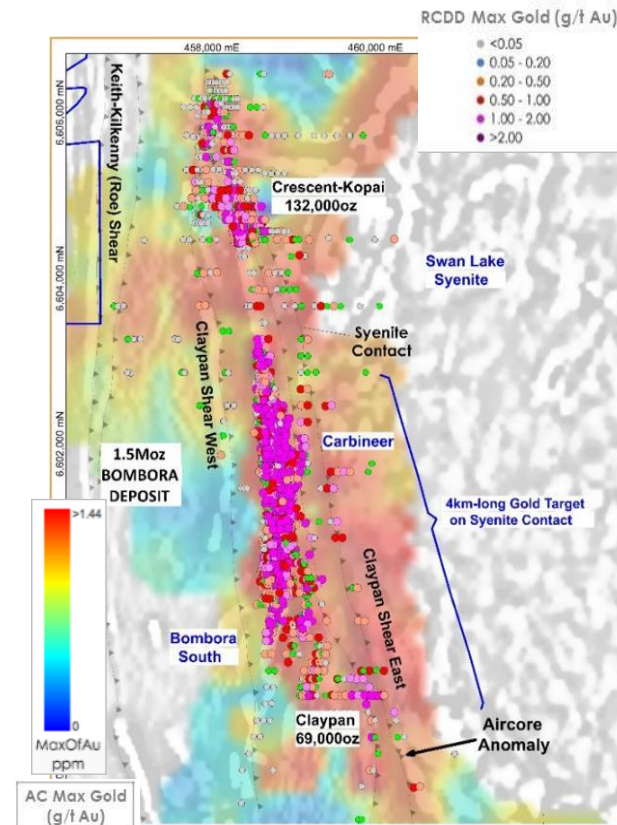 458,000 mE
460,000 mE
RCDD Max Gold (g/t Au)
<0.05
0.05 - 0.20
0.20 - 0.50
0.50 - 1.00
1.00 - 2.00
>2.00
6,606,000 mN
Keith-Kilkenny (Roe) Shear
Crescent-Kopai
132,000oz
Swan Lake
Syenite
6,604,000 mN
Syenite
Contact
Claypan Shear West
Carbineer
6,602,000 mN
1.5Moz
BOMBORA
DEPOSIT
4km-long Gold Target
on Syenite Contact
>1.44
Claypan Shear East
Bombora
South
Claypan
69,000oz
Aircore
Anomaly
0
MaxOfAu
ppm
AC Max Gold
(g/t Au)